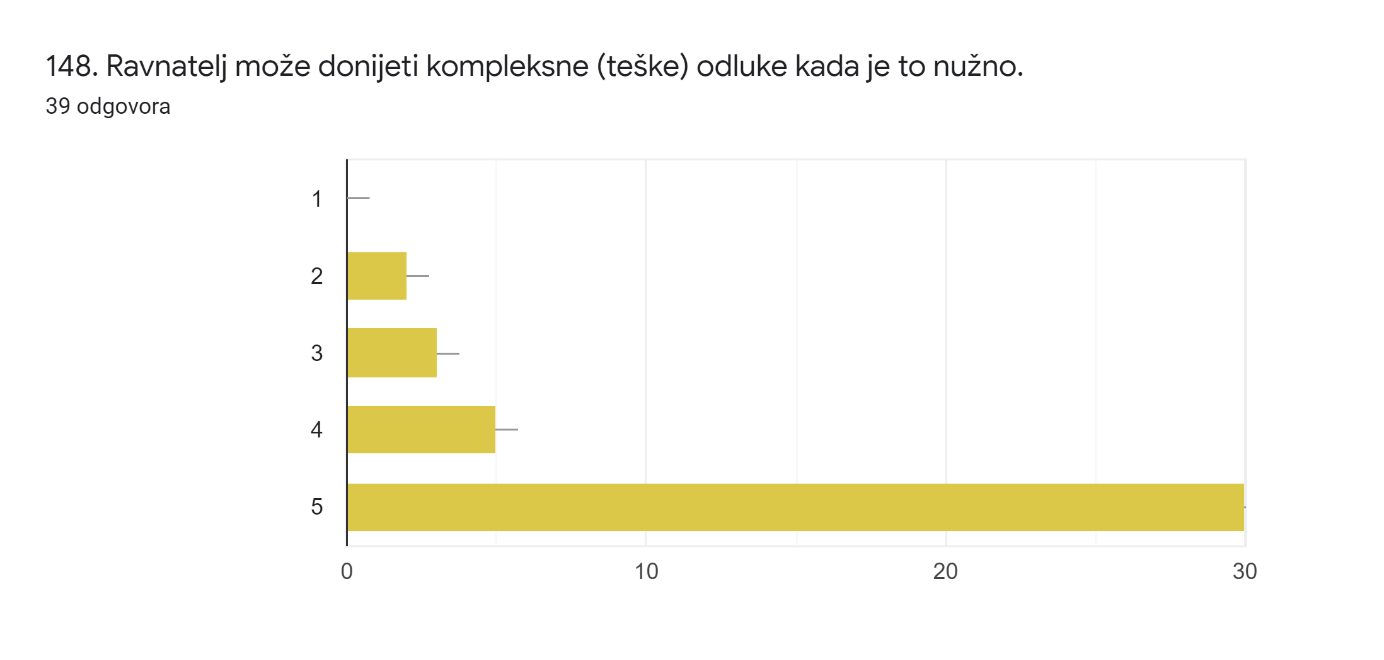 148. Ravnatelj može donijeti kompleksne (teške) odluke kada je to nužno.
39 odgovora
1
2
3
4
5
0 10 20 30